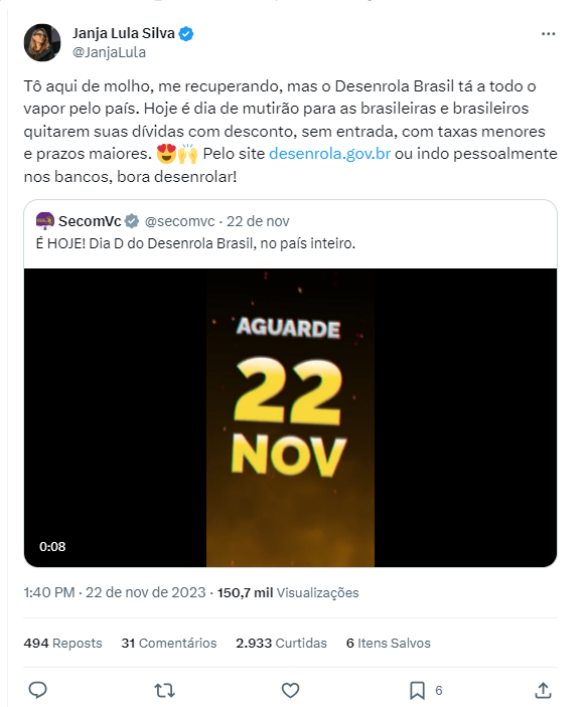 Janja Lula Silva
@JanjaLula
Tô aqui de molho, me recuperando, mas o Desenrola Brasil tá a todo o
vapor pelo país. Hoje é dia de mutirão para as brasileiras e brasileiros
quitarem suas dívidas com desconto, sem entrada, com taxas menores
e prazos maiores. 😍🙌 Pelo site desenrola.gov.br ou indo pessoalmente
nos bancos, bora desenrolar!
SecomVc @secomvc · 22 de nov
É HOJE! Dia D do Desenrola Brasil, no país inteiro.
AGUARDE
22
NOV
0:08
1:40 PM · 22 de nov de 2023 · 150,7 mil Visualizações
494 Reposts 31 Comentários 2.933 Curtidas 6 Itens Salvos
6